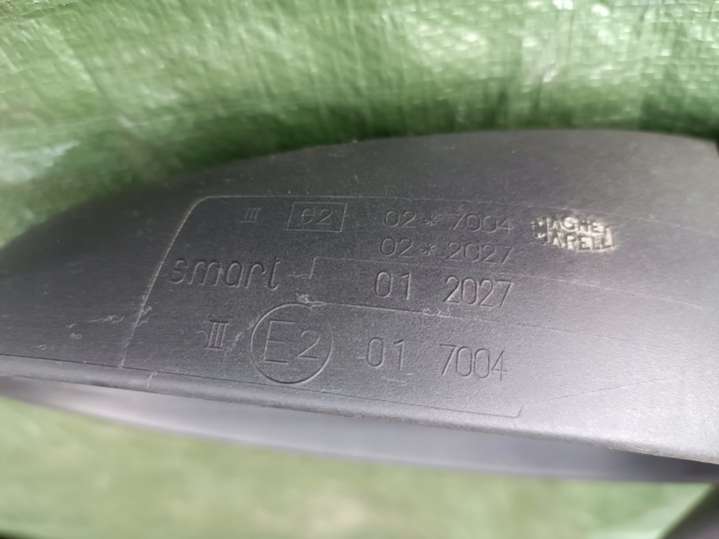 III e2 02*7004
02*2027
MAGNETI
MARELLI
smart 01 2027
III E2 01 7004